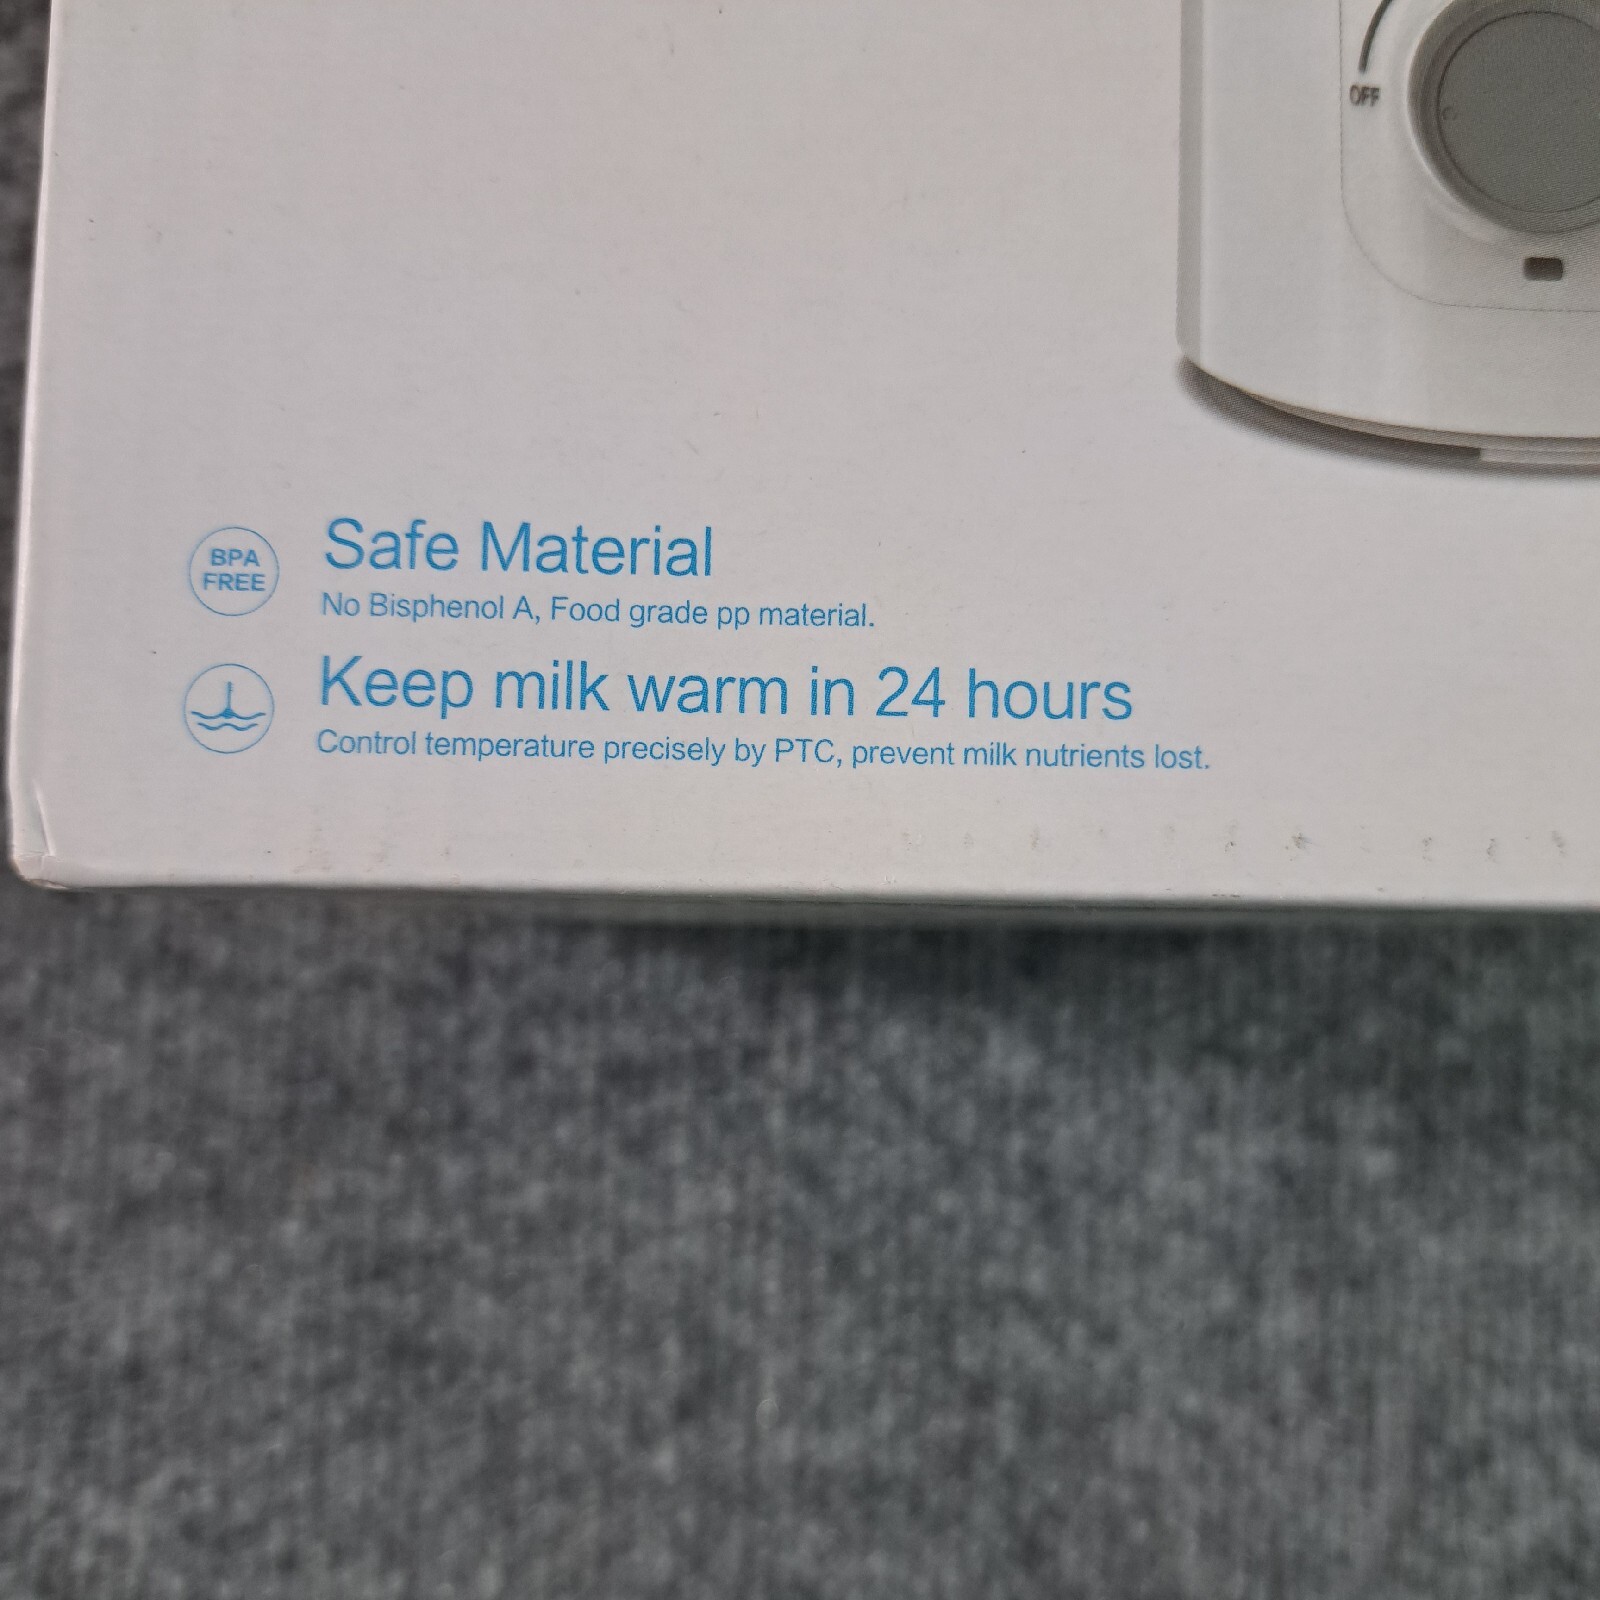 OFF
BPA
FREE
Safe Material
No Bisphenol A, Food grade pp material.
Keep milk warm in 24 hours
Control temperature precisely by PTC, prevent milk nutrients lost.